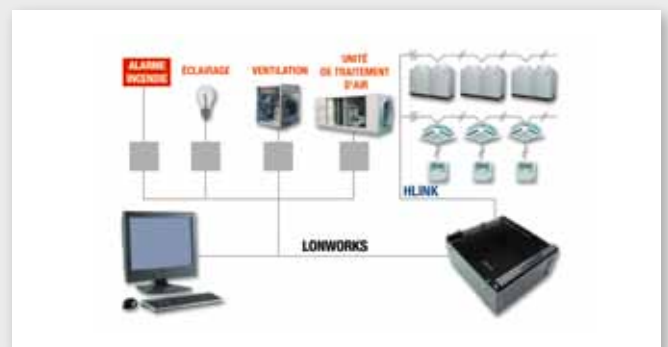 ALARME
INCENDIE
ÉCLAIRAGE
VENTILATION
UNITÉ
DE TRAITEMENT
D'AIR
HLINK
LONWORKS